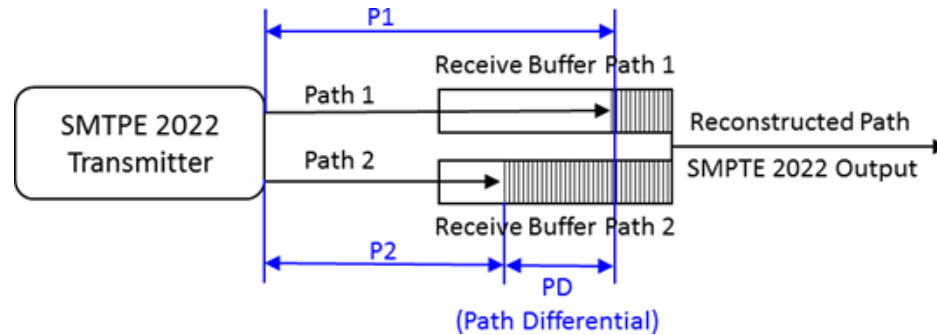 P1
Receive Buffer Path 1
Path 1
SMTPE 2022
Transmitter
Reconstructed Path
Path 2
SMPTE 2022 Output
Receive Buffer Path 2
P2
PD
(Path Differential)